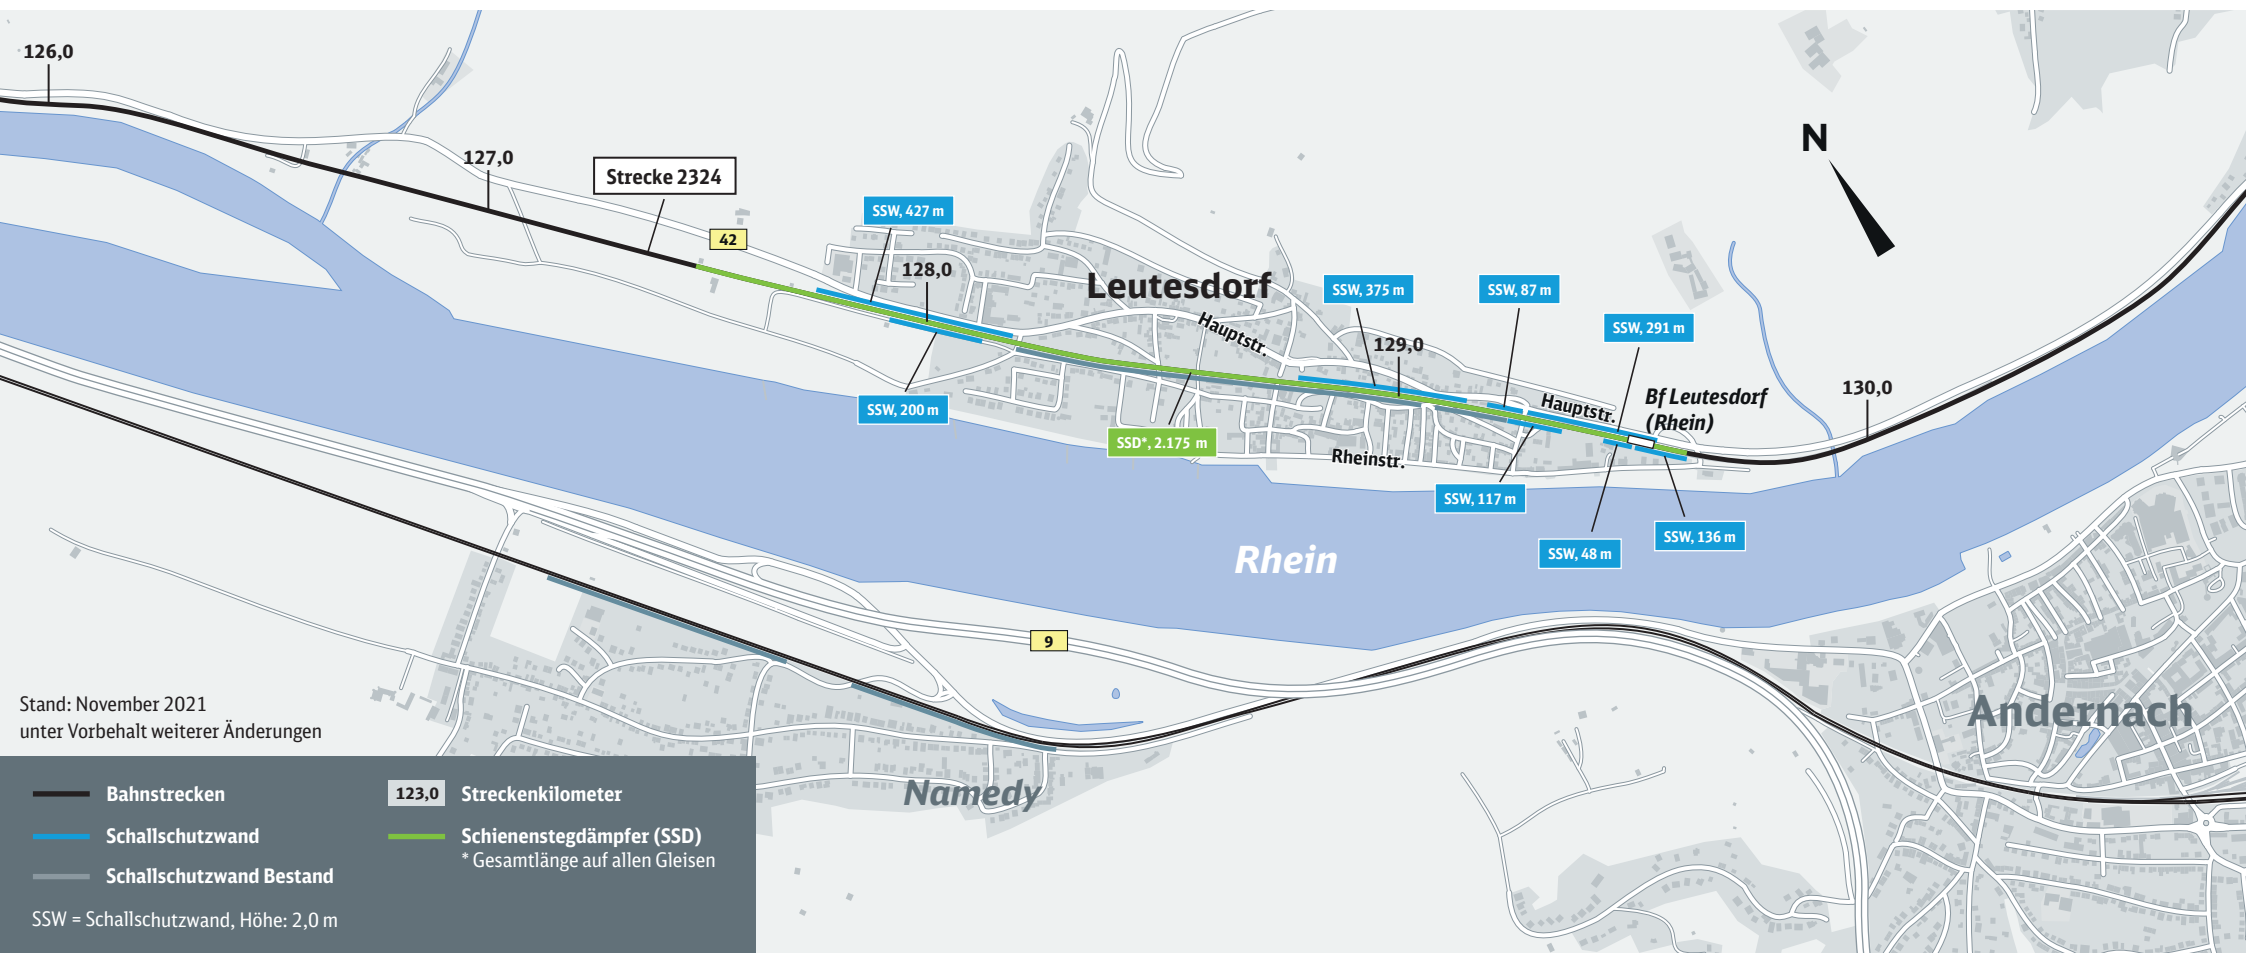 126,0
127,0
Strecke 2324
42
SSW, 427 m
128,0
SSW, 200 m
Leutesdorf
Hauptstr.
SSD*, 2.175 m
SSW, 375 m
129,0
SSW, 87 m
SSW, 291 m
Hauptstr.
Bf Leutesdorf
(Rhein)
130,0
N
Rheinstr.
SSW, 117 m
SSW, 48 m
SSW, 136 m
Rhein
9
Andernach
Namedy
Stand: November 2021
unter Vorbehalt weiterer Änderungen
Bahnstrecken
Schallschutzwand
Schallschutzwand Bestand
SSW = Schallschutzwand, Höhe: 2,0 m
123,0 Streckenkilometer
Schienenstegdämpfer (SSD)
* Gesamtlänge auf allen Gleisen